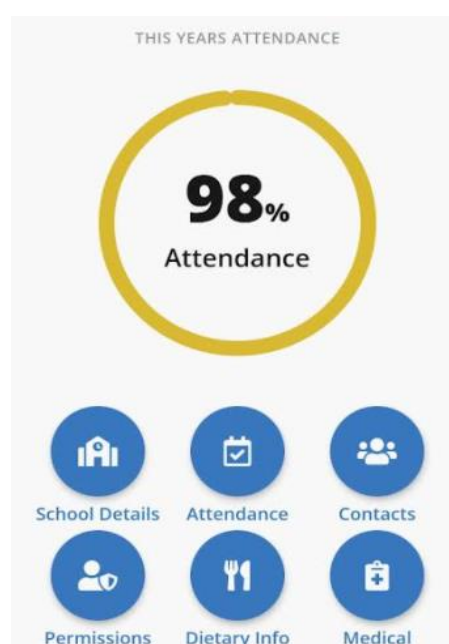 THIS YEARS ATTENDANCE
98%
Attendance
School Details Attendance Contacts
Permissions Dietary Info Medical